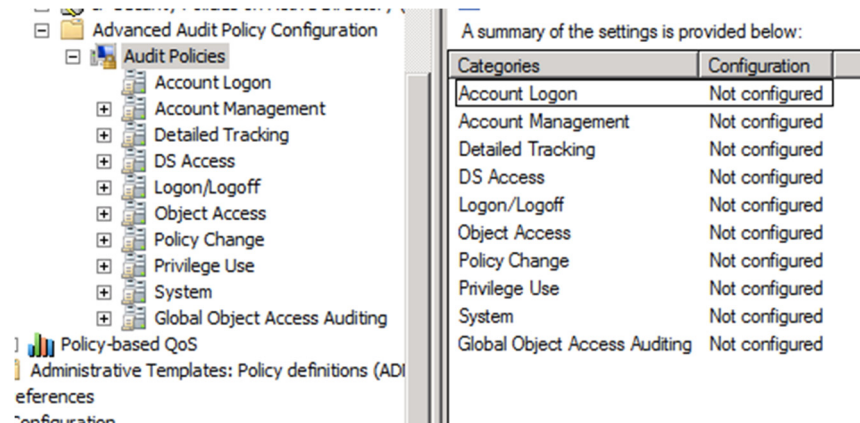 Advanced Audit Policy Configuration
Audit Policies
Account Logon
Account Management
Detailed Tracking
DS Access
Logon/Logoff
Object Access
Policy Change
Privilege Use
System
Global Object Access Auditing
Policy-based QoS
Administrative Templates: Policy definitions (ADI
eferences
onfiguration
A summary of the settings is provided below:
Categories Configuration
Account Logon Not configured
Account Management Not configured
Detailed Tracking Not configured
DS Access Not configured
Logon/Logoff Not configured
Object Access Not configured
Policy Change Not configured
Privilege Use Not configured
System Not configured
Global Object Access Auditing Not configured